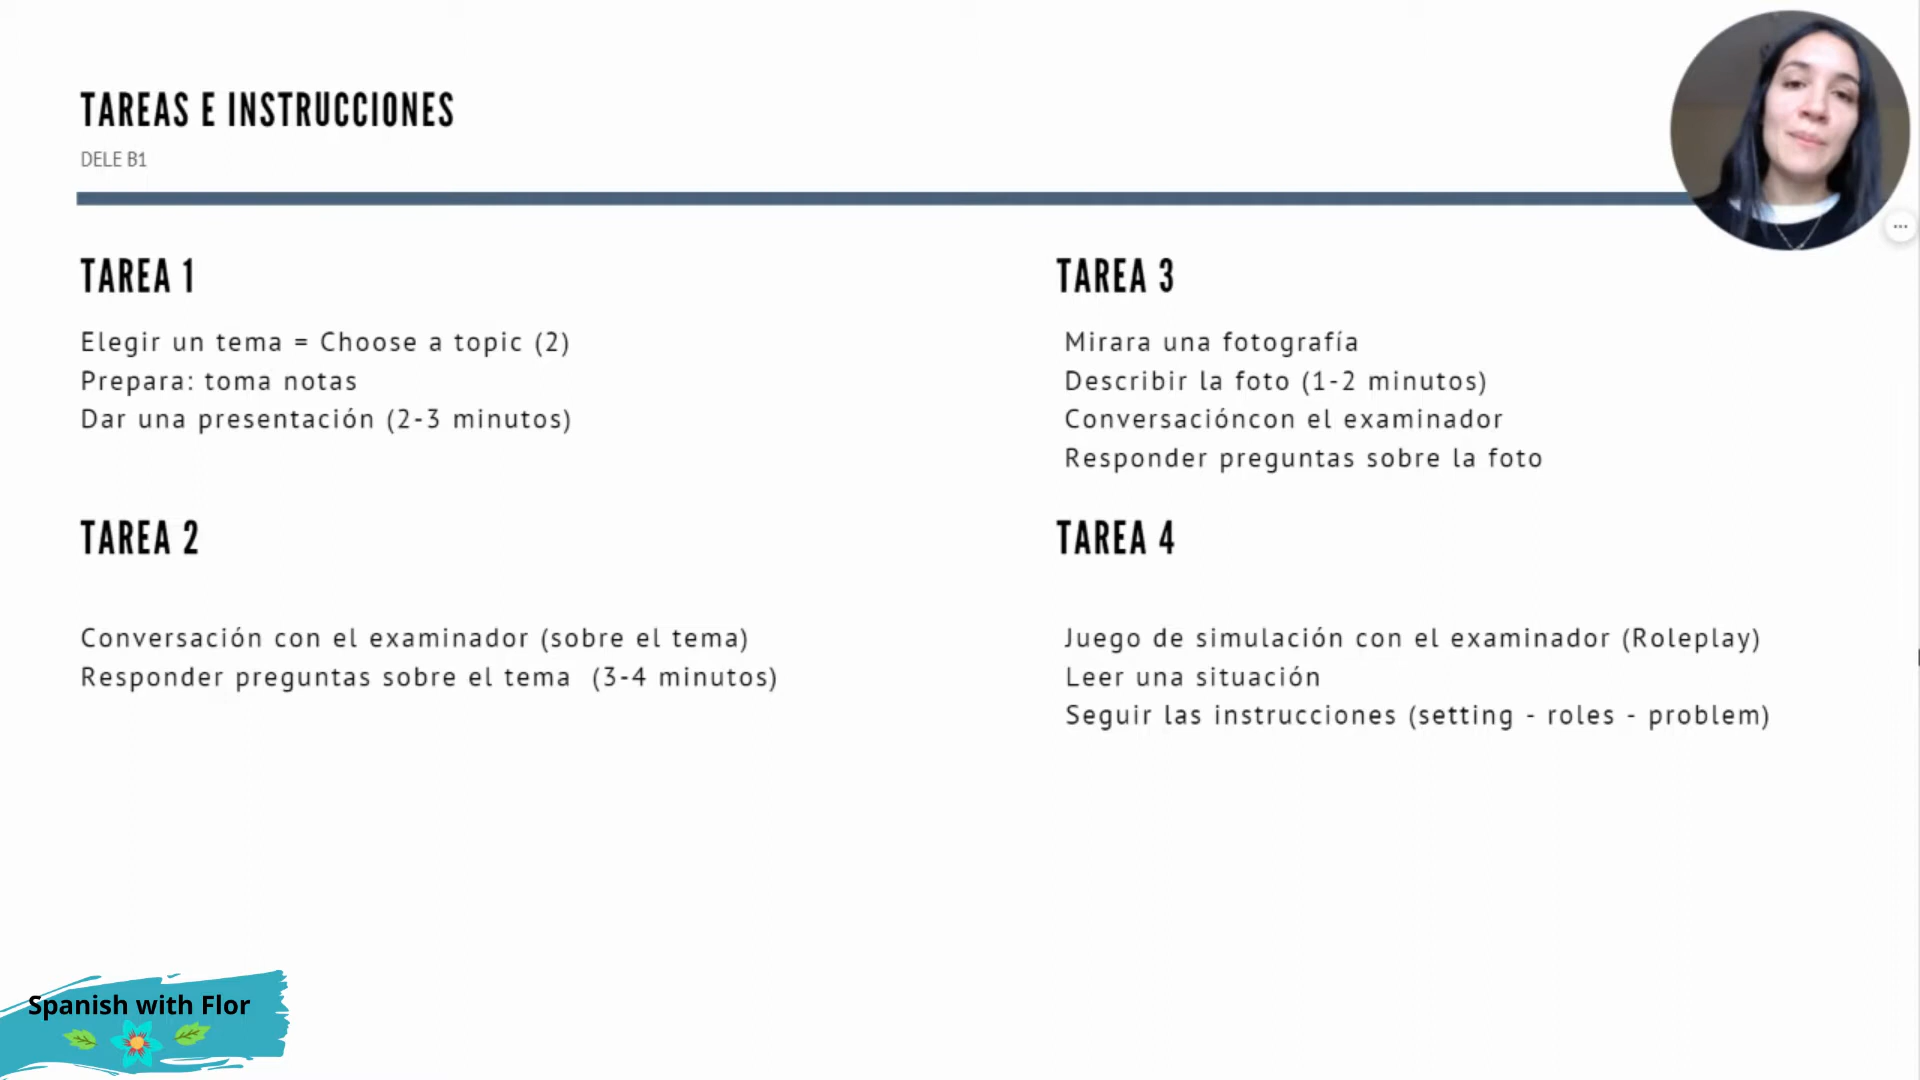 TAREAS E INSTRUCCIONES
DELE B1
TAREA 1
Elegir un tema = Choose a topic (2)
Prepara: toma notas
Dar una presentación (2-3 minutos)
TAREA 2
Conversación con el examinador (sobre el tema)
Responder preguntas sobre el tema (3-4 minutos)
TAREA 3
Mirara una fotografía
Describir la foto (1-2 minutos)
Conversacióncon el examinador
Responder preguntas sobre la foto
TAREA 4
Juego de simulación con el examinador (Roleplay)
Leer una situación
Seguir las instrucciones (setting - roles - problem)
Spanish with Flor